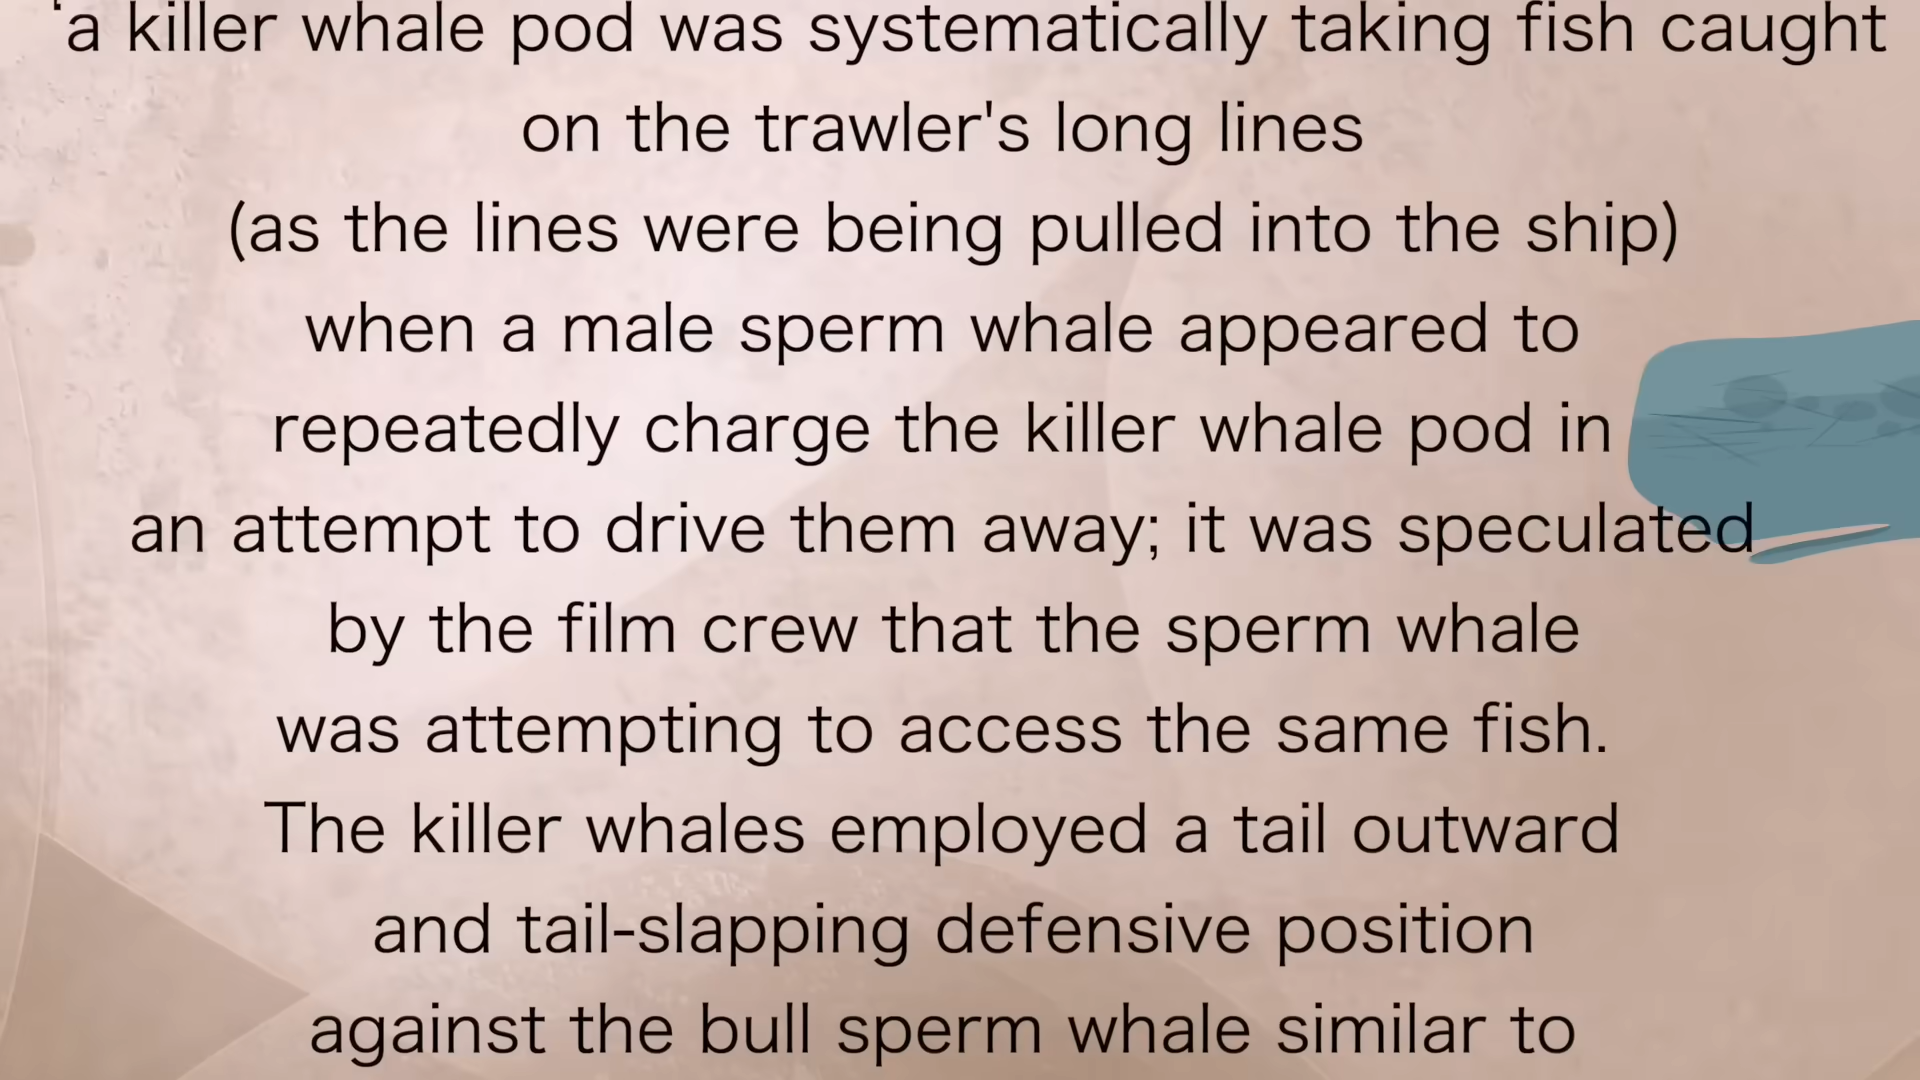 'a killer whale pod was systematically taking fish caught
on the trawler's long lines
(as the lines were being pulled into the ship)
when a male sperm whale appeared to
repeatedly charge the killer whale pod in
an attempt to drive them away; it was speculated
by the film crew that the sperm whale
was attempting to access the same fish.
The killer whales employed a tail outward
and tail-slapping defensive position
against the bull sperm whale similar to